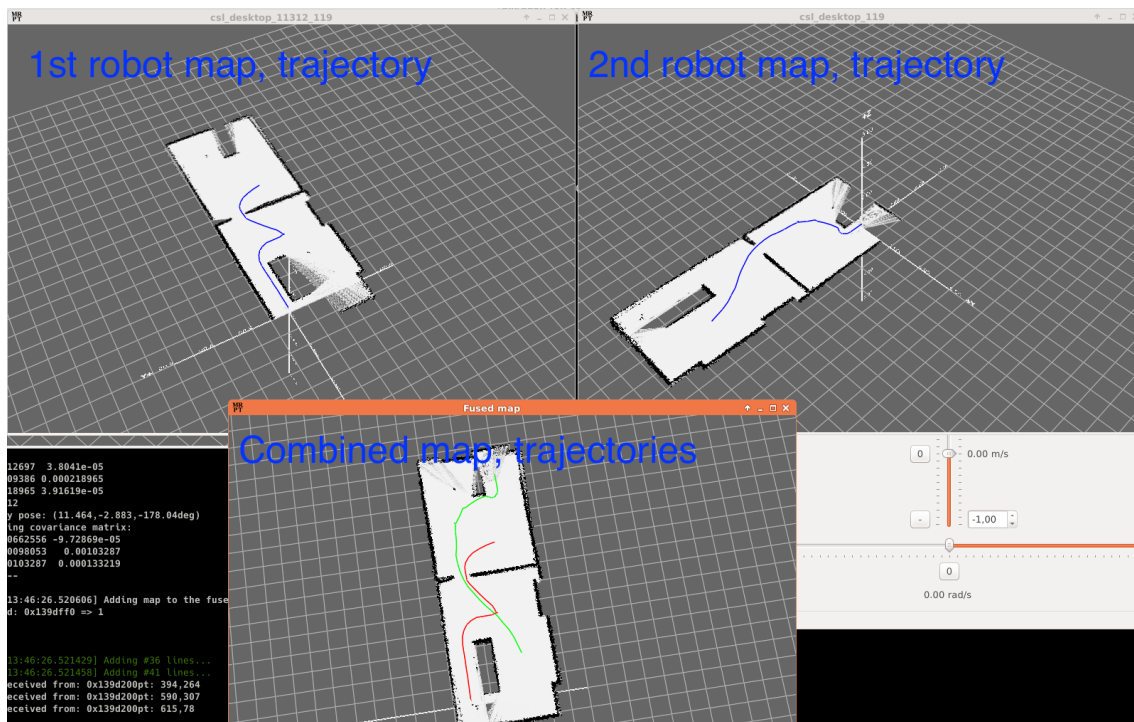 MR
PT
csl_desktop_11312_119
csl_desktop_119
1st robot map, trajectory
2nd robot map, trajectory
MR
PT
Fused map
Combined map, trajectories
12697 3.8041e-05
09386 0.000218965
18965 3.91619e-05
12
y pose: (11.464,-2.883,-178.04deg)
ing covariance matrix:
0662556 -9.72869e-05
0098053 0.00103287
0103287 0.000133219
--
13:46:26.520606] Adding map to the fuse
d: 0x139dff0 => 1
13:46:26.521429] Adding #36 lines...
13:46:26.521458] Adding #41 lines...
eceived from: 0x139d200pt: 394,264
eceived from: 0x139d200pt: 590,307
eceived from: 0x139d200pt: 615,78
0
0.00 m/s
-
-1,00
0
0.00 rad/s